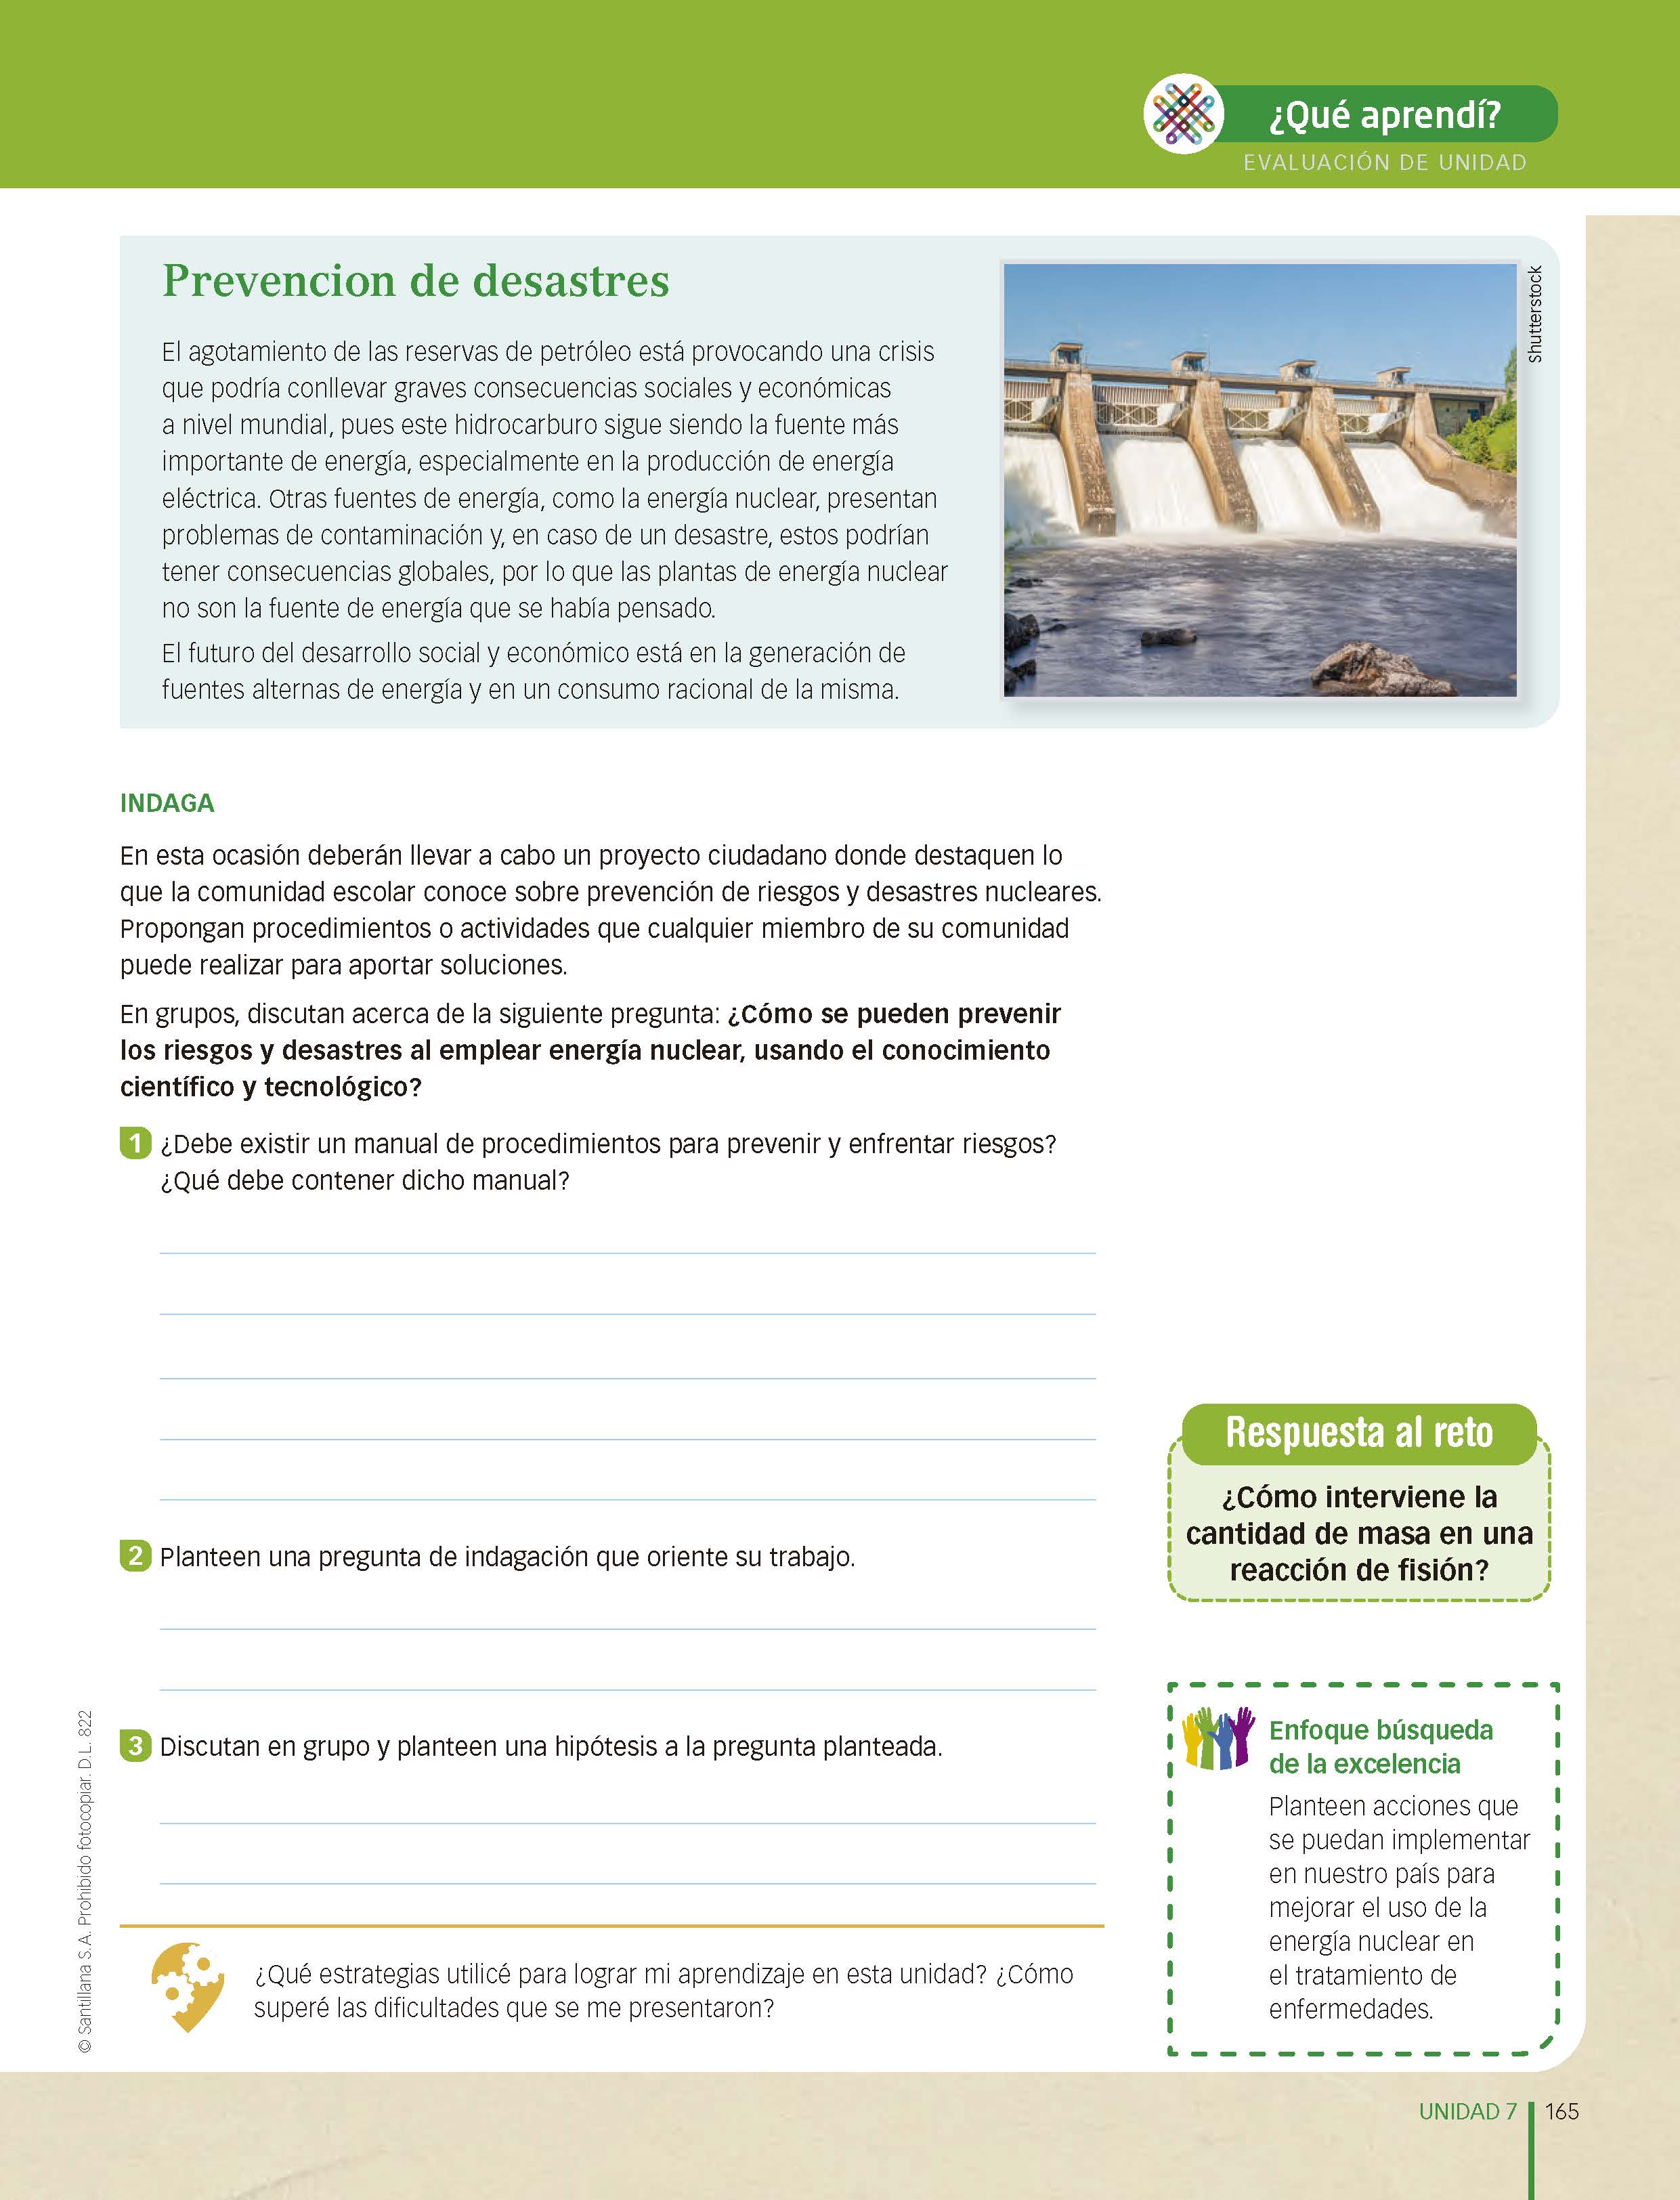 ¿Qué aprendí?
EVALUACIÓN DE UNIDAD
Prevencion de desastres
El agotamiento de las reservas de petróleo está provocando una crisis
que podría conllevar graves consecuencias sociales y económicas
a nivel mundial, pues este hidrocarburo sigue siendo la fuente más
importante de energía, especialmente en la producción de energía
eléctrica. Otras fuentes de energía, como la energía nuclear, presentan
problemas de contaminación y, en caso de un desastre, estos podrían
tener consecuencias globales, por lo que las plantas de energía nuclear
no son la fuente de energía que se había pensado.
El futuro del desarrollo social y económico está en la generación de
fuentes alternas de energía y en un consumo racional de la misma.
Shutterstock
INDAGA
En esta ocasión deberán llevar a cabo un proyecto ciudadano donde destaquen lo
que la comunidad escolar conoce sobre prevención de riesgos y desastres nucleares.
Propongan procedimientos o actividades que cualquier miembro de su comunidad
puede realizar para aportar soluciones.
En grupos, discutan acerca de la siguiente pregunta: ¿Cómo se pueden prevenir
los riesgos y desastres al emplear energía nuclear, usando el conocimiento
científico y tecnológico?
1 ¿Debe existir un manual de procedimientos para prevenir y enfrentar riesgos?
¿Qué debe contener dicho manual?
2 Planteen una pregunta de indagación que oriente su trabajo.
3 Discutan en grupo y planteen una hipótesis a la pregunta planteada.
¿Qué estrategias utilicé para lograr mi aprendizaje en esta unidad? ¿Cómo
superé las dificultades que se me presentaron?
Respuesta al reto
¿Cómo interviene la
cantidad de masa en una
reacción de fisión?
Enfoque búsqueda
de la excelencia
Planteen acciones que
se puedan implementar
en nuestro país para
mejorar el uso de la
energía nuclear en
el tratamiento de
enfermedades.
© Santillana S.A. Prohibido fotocopiar. D.L. 822
UNIDAD 7
165